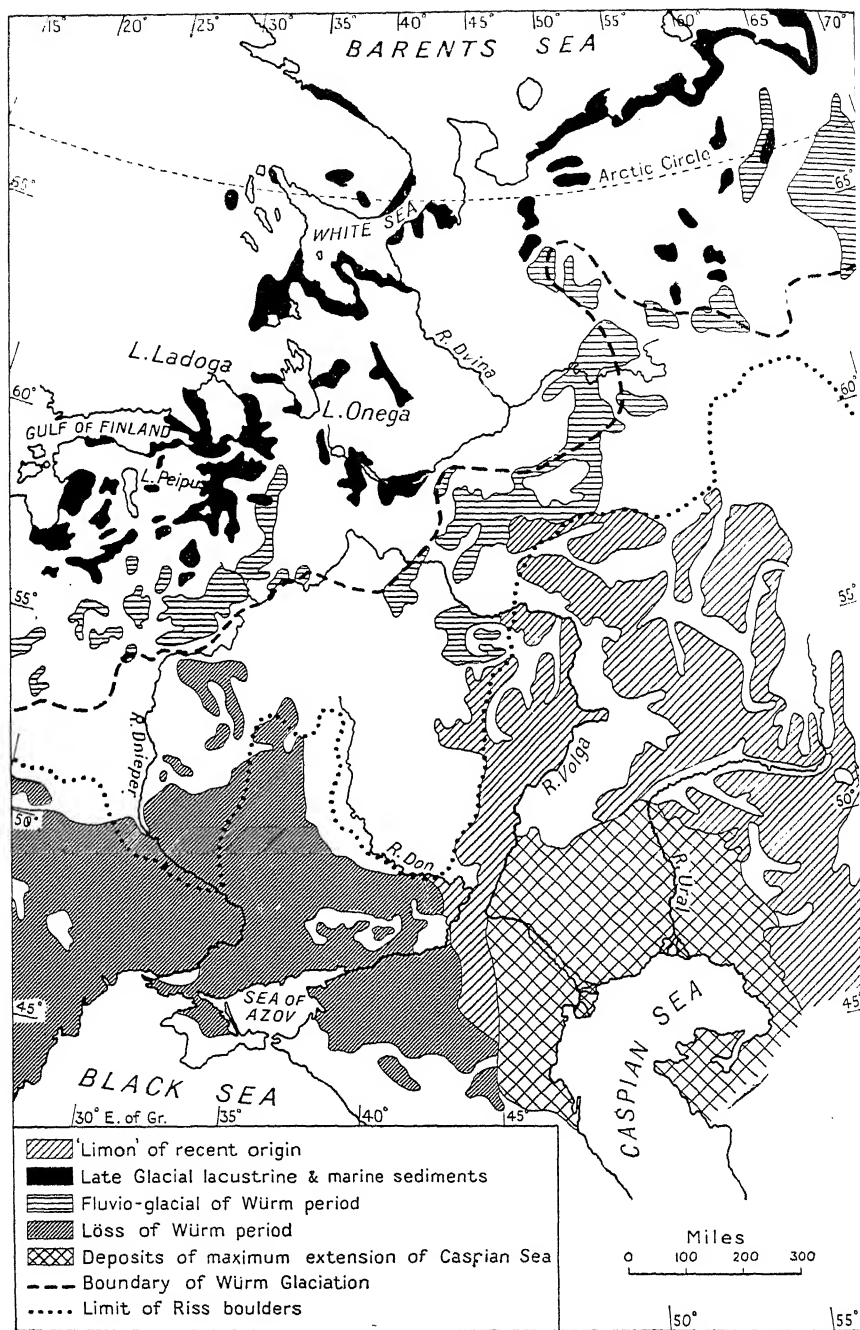 15° 20° 25° 30° 35° 40° 45° 50° 55° 60° 65° 70°
BARENTS SEA
Arctic Circle
65°
WHITE SEA
R. Dvina
L. Ladoga
L. Onega
60°
60°
GULF OF FINLAND
L. Peipus
55°
55°
R. Dnieper
R. Volga
50°
50°
R. Don
R. Ural
45°
45°
SEA OF
AZOV
CASPIAN SEA
BLACK SEA
30° E. of Gr. 35° 40° 45°
'Limon' of recent origin
Late Glacial lacustrine & marine sediments
Fluvio-glacial of Würm period
Löss of Würm period
Deposits of maximum extension of Caspian Sea
Boundary of Würm Glaciation
Limit of Riss boulders
Miles
0 100 200 300
50° 55°